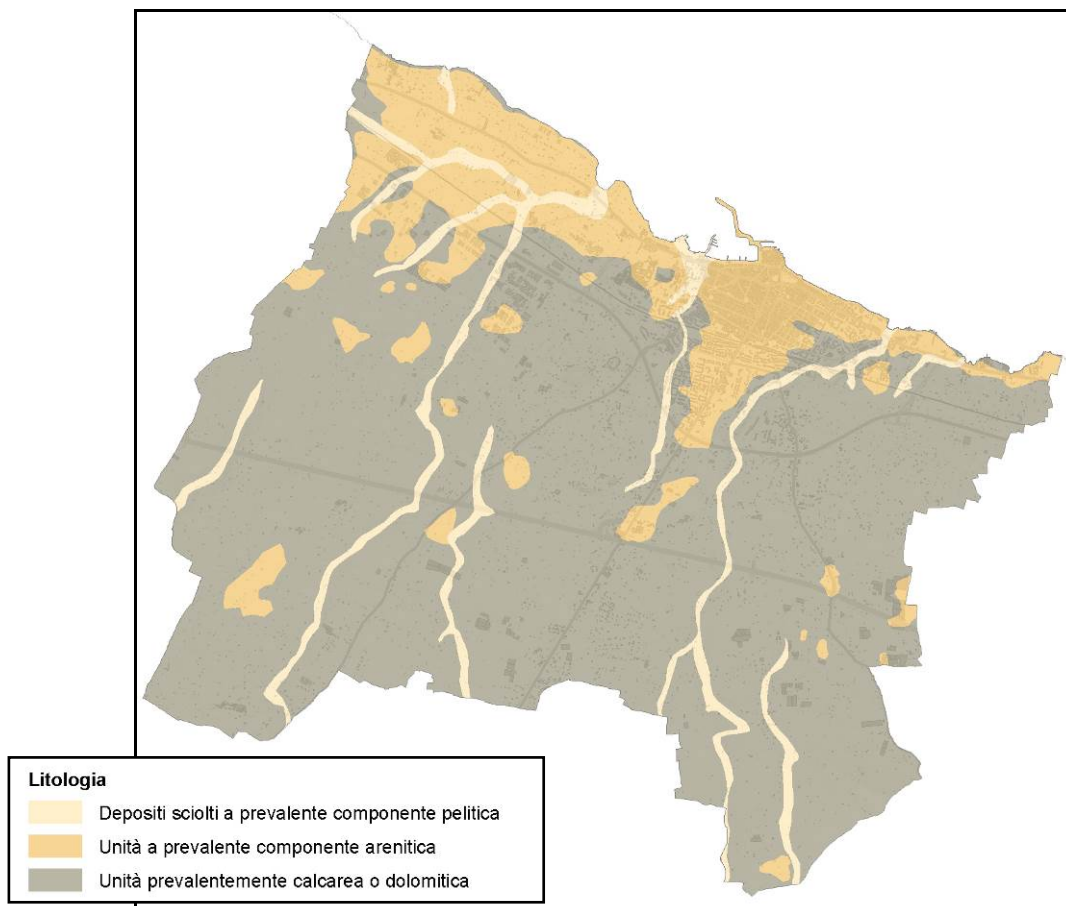 Litologia
Depositi sciolti a prevalente componente pelitica
Unità a prevalente componente arenitica
Unità prevalentemente calcarea o dolomitica